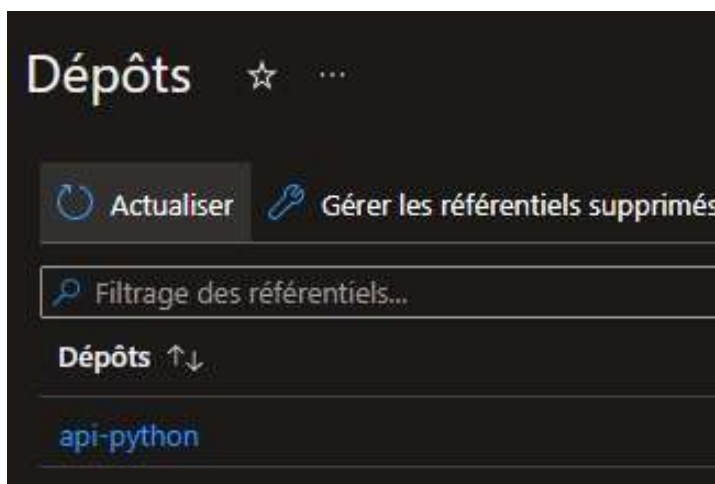 Dépôts
Actualiser Gérer les référentiels supprimés
Filtrage des référentiels...
Dépôts
api-python